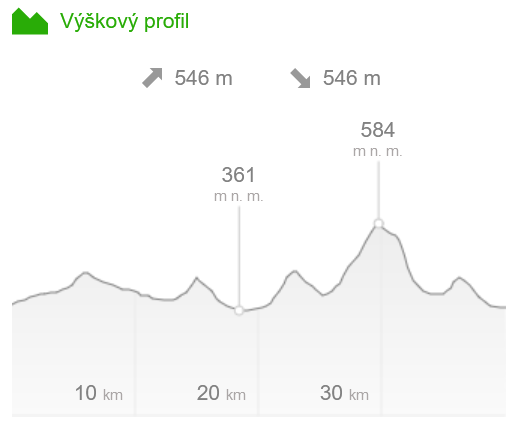 Výškový profil
546 m 546 m
584
m n. m.
361
m n. m.
10 km 20 km 30 km